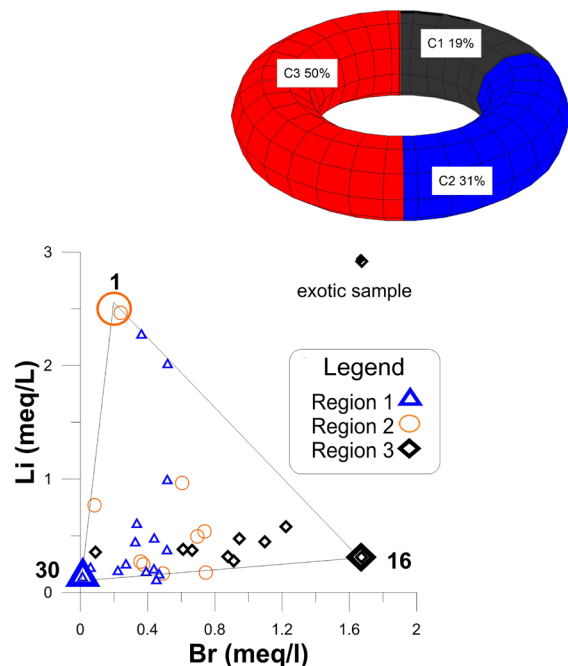 C1 19%
C3 50%
C2 31%
3
1
exotic sample
Legend
Region 1
Region 2
Region 3
2
Li (meq/L)
1
30
16
0
0
0.4
0.8
1.2
1.6
2
Br (meq/l)